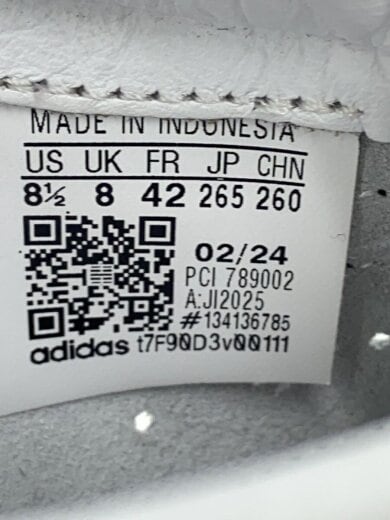 MADE IN INDONESIA
US UK FR JP CHN
8½ 8 42 265 260
02/24
PCI 789002
A:JI2025
#134136785
adidas t7F90D3v00111